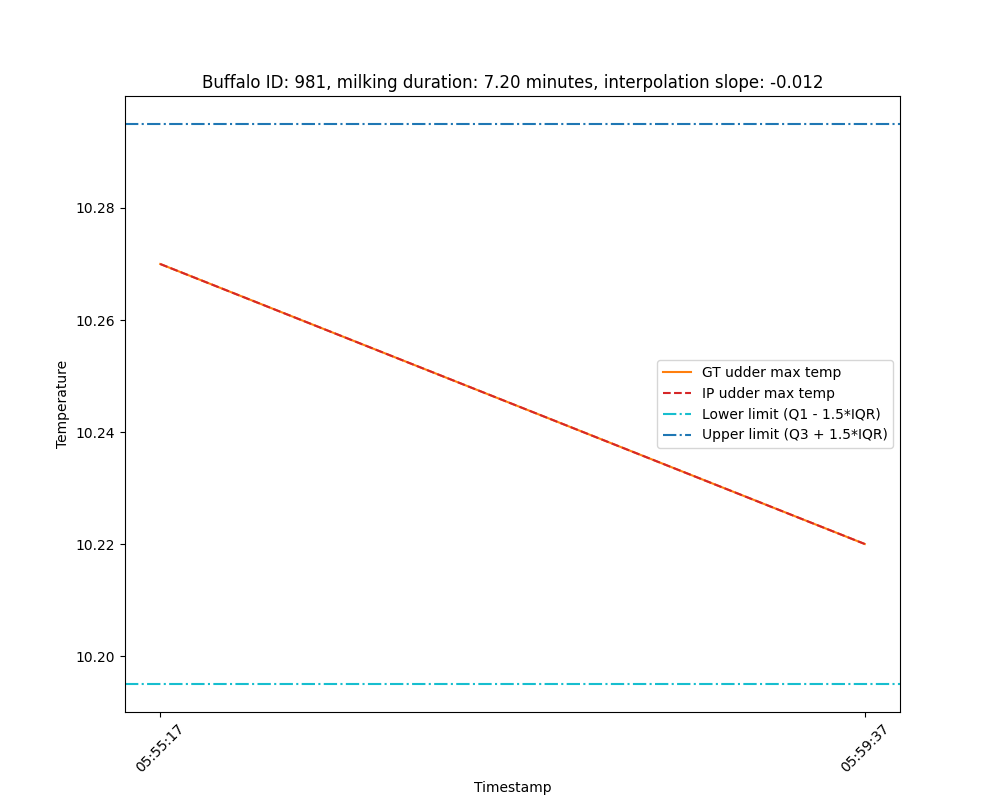 Buffalo ID: 981, milking duration: 7.20 minutes, interpolation slope: -0.012
10.28
10.26
10.24
10.22
10.20
Temperature
GT udder max temp
IP udder max temp
Lower limit (Q1 - 1.5*IQR)
Upper limit (Q3 + 1.5*IQR)
05:55:17
05:59:37
Timestamp